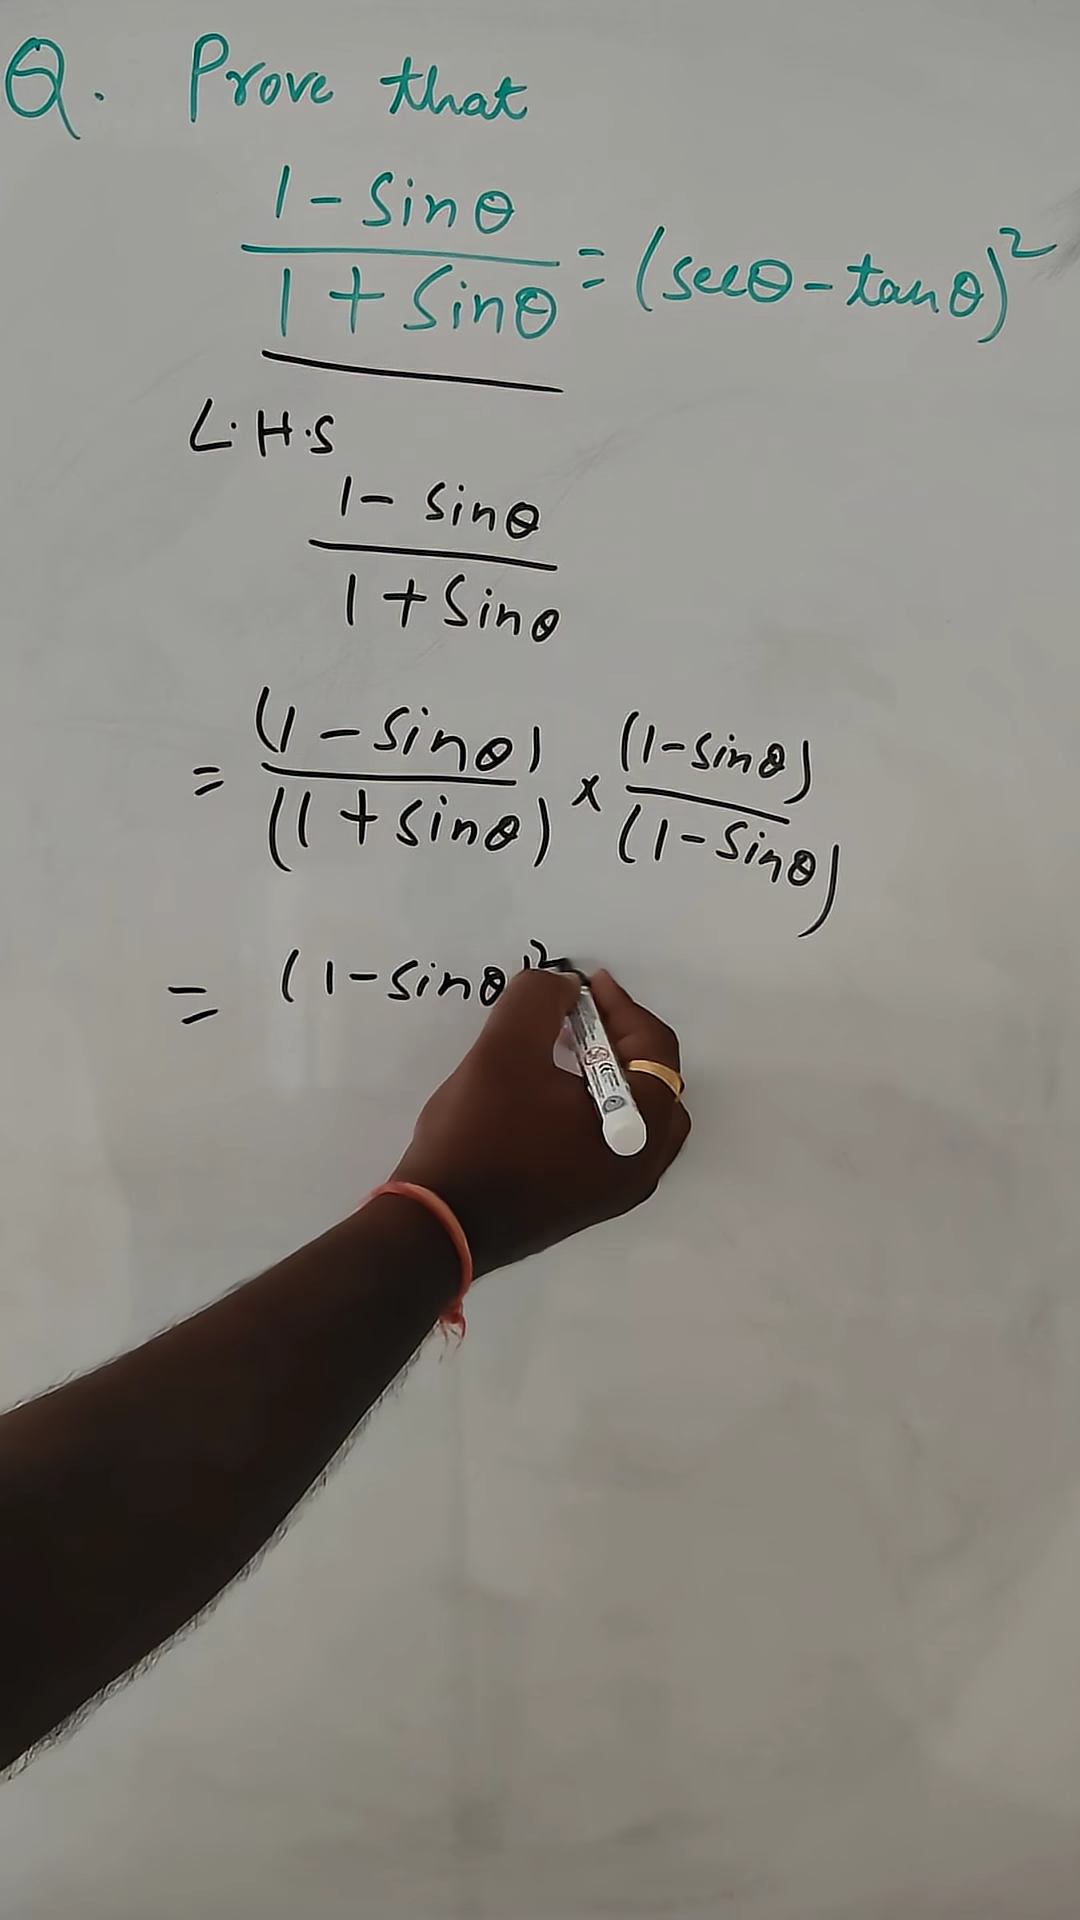 Q. Prove that
1 - Sinθ
1 + Sinθ
= (secθ - tanθ)²
L.H.S
1 - Sinθ
1 + Sinθ
= (1 - Sinθ) x (1 - Sinθ)
(1 + Sinθ) (1 - Sinθ)
= (1 - Sinθ)²